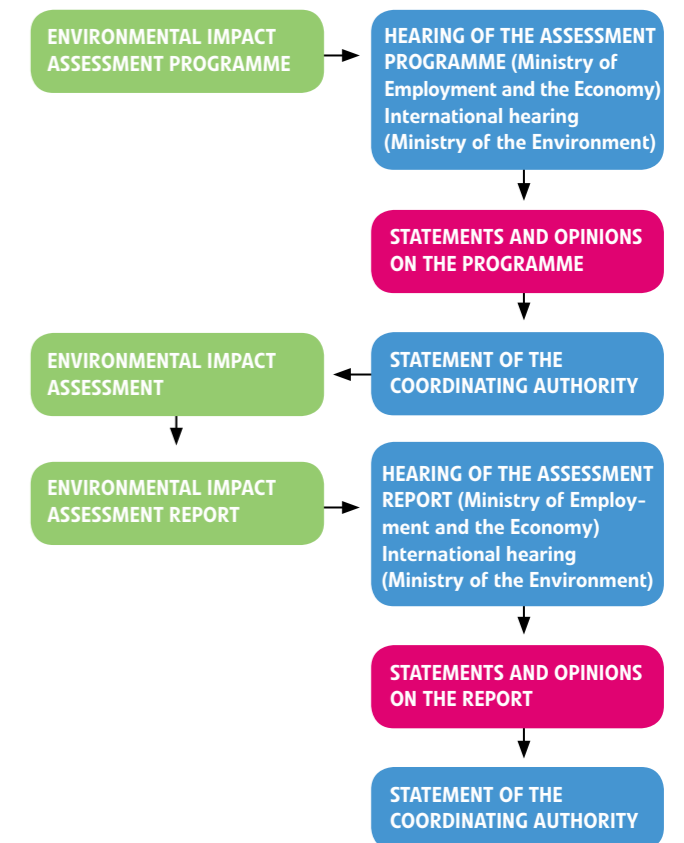 ENVIRONMENTAL IMPACT
ASSESSMENT PROGRAMME
HEARING OF THE ASSESSMENT
PROGRAMME (Ministry of
Employment and the Economy)
International hearing
(Ministry of the Environment)
STATEMENTS AND OPINIONS
ON THE PROGRAMME
STATEMENT OF THE
COORDINATING AUTHORITY
ENVIRONMENTAL IMPACT
ASSESSMENT
ENVIRONMENTAL IMPACT
ASSESSMENT REPORT
HEARING OF THE ASSESSMENT
REPORT (Ministry of Employ-
ment and the Economy)
International hearing
(Ministry of the Environment)
STATEMENTS AND OPINIONS
ON THE REPORT
STATEMENT OF THE
COORDINATING AUTHORITY